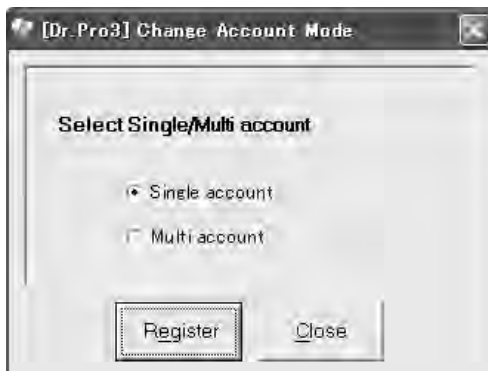 [Dr.Pro3] Change Account Mode
Select Single/Multi account
Single account
Multi account
Register
Close